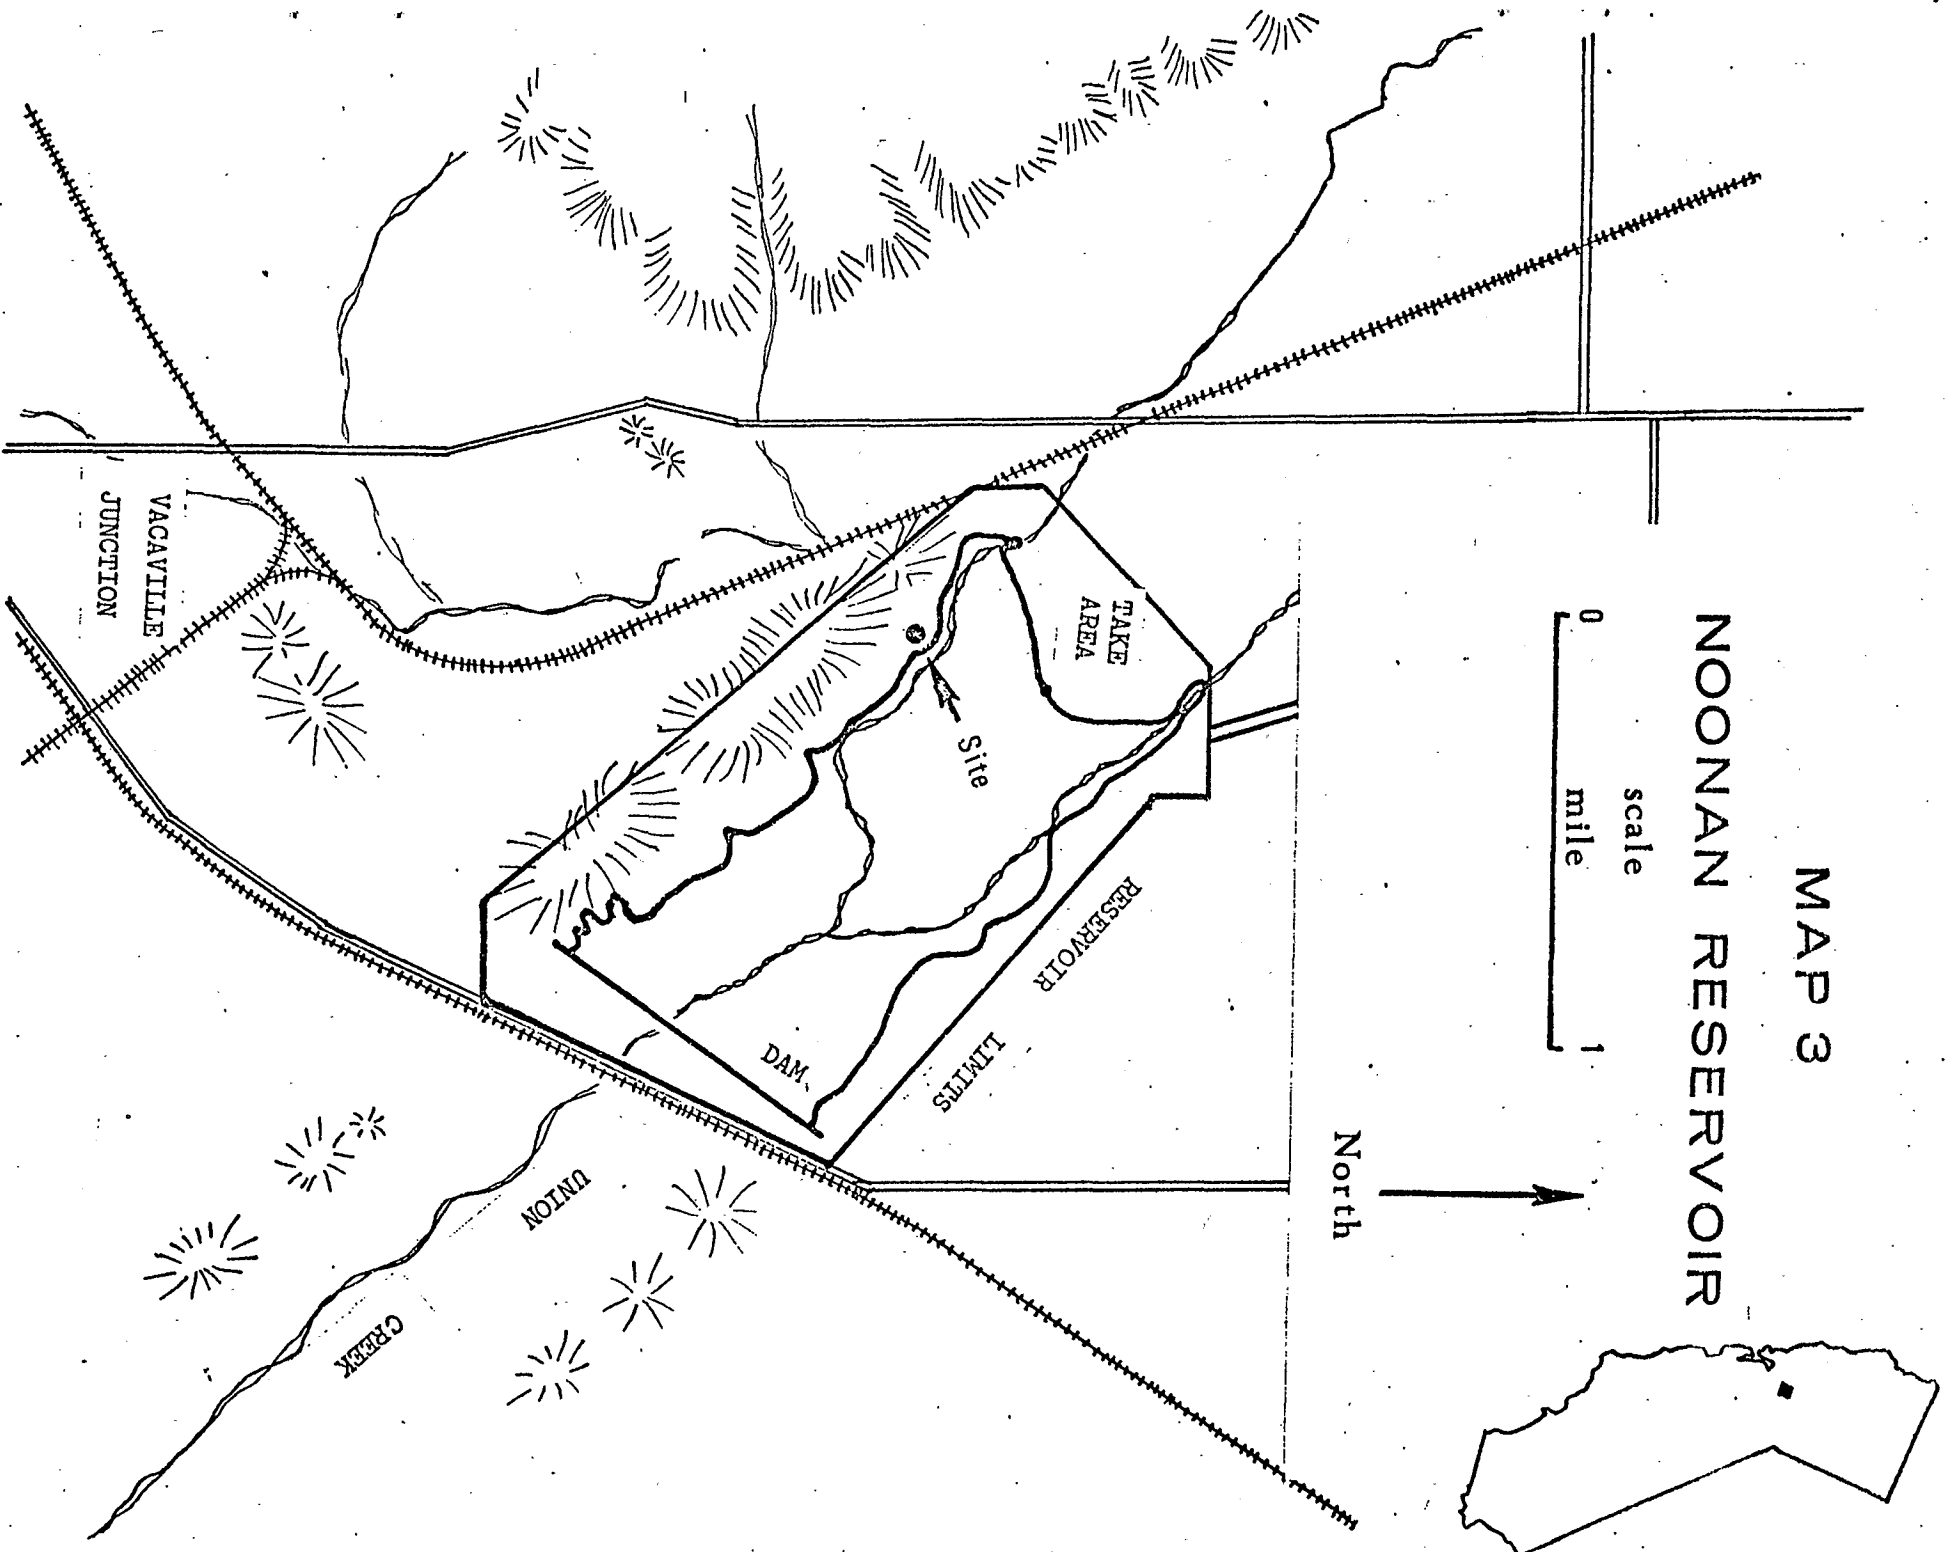 MAP 3
NOONAN RESERVOIR
scale
0 1
mile
North
TAKE
AREA
Site
RESERVOIR
LIMITS
DAM
VACAVILLE
JUNCTION
UNION
CREEK